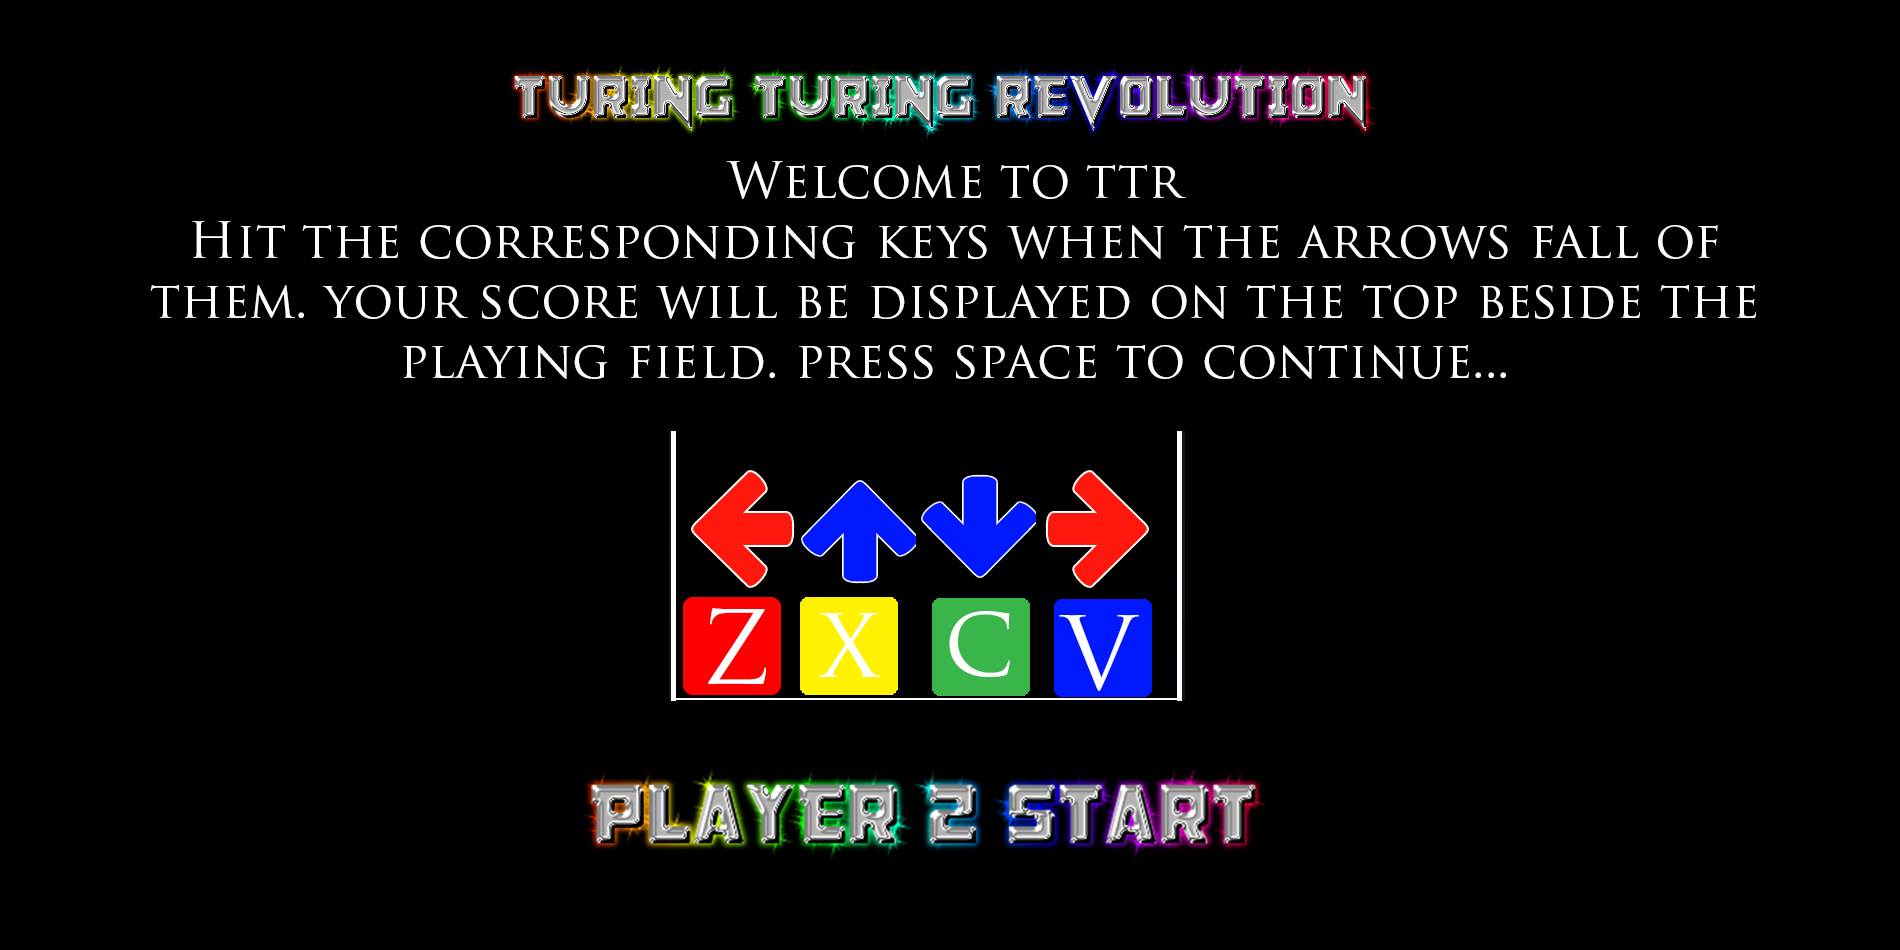 TURING TURING REVOLUTION
Welcome to ttr
Hit the corresponding keys when the arrows fall of
them. your score will be displayed on the top beside the
playing field. press space to continue...
Z X C V
PLAYER 2 START